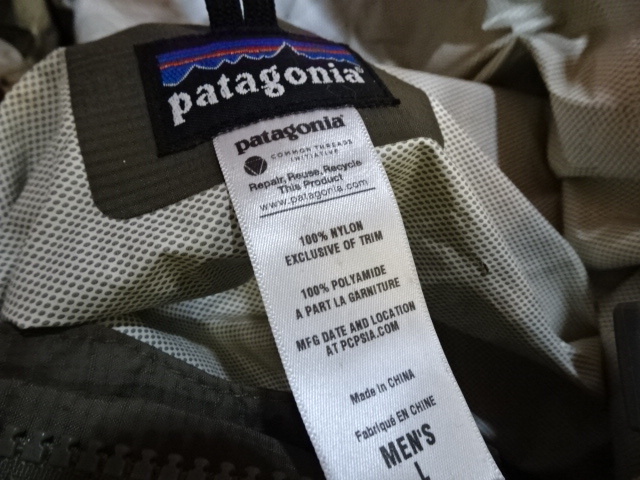 patagonia®
patagonia®
COMMON THREADS
INITIATIVE
Repair, Reuse, Recycle
This Product
www.patagonia.com
100% NYLON
EXCLUSIVE OF TRIM
100% POLYAMIDE
A PART LA GARNITURE
MFG DATE AND LOCATION
AT PCPSIA.COM
Made in CHINA
Fabriqué EN CHINE
MEN'S
L